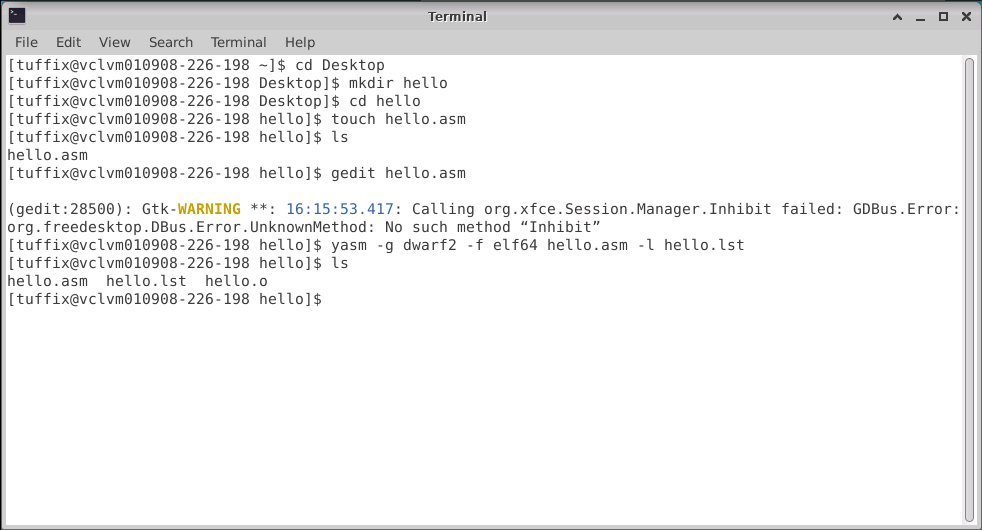 Terminal
File Edit View Search Terminal Help
[tuffix@vclvm010908-226-198 ~]$ cd Desktop
[tuffix@vclvm010908-226-198 Desktop]$ mkdir hello
[tuffix@vclvm010908-226-198 Desktop]$ cd hello
[tuffix@vclvm010908-226-198 hello]$ touch hello.asm
[tuffix@vclvm010908-226-198 hello]$ ls
hello.asm
[tuffix@vclvm010908-226-198 hello]$ gedit hello.asm
(gedit:28500): Gtk-WARNING **: 16:15:53.417: Calling org.xfce.Session.Manager.Inhibit failed: GDBus.Error:
org.freedesktop.DBus.Error.UnknownMethod: No such method “Inhibit”
[tuffix@vclvm010908-226-198 hello]$ yasm -g dwarf2 -f elf64 hello.asm -l hello.lst
[tuffix@vclvm010908-226-198 hello]$ ls
hello.asm  hello.lst  hello.o
[tuffix@vclvm010908-226-198 hello]$